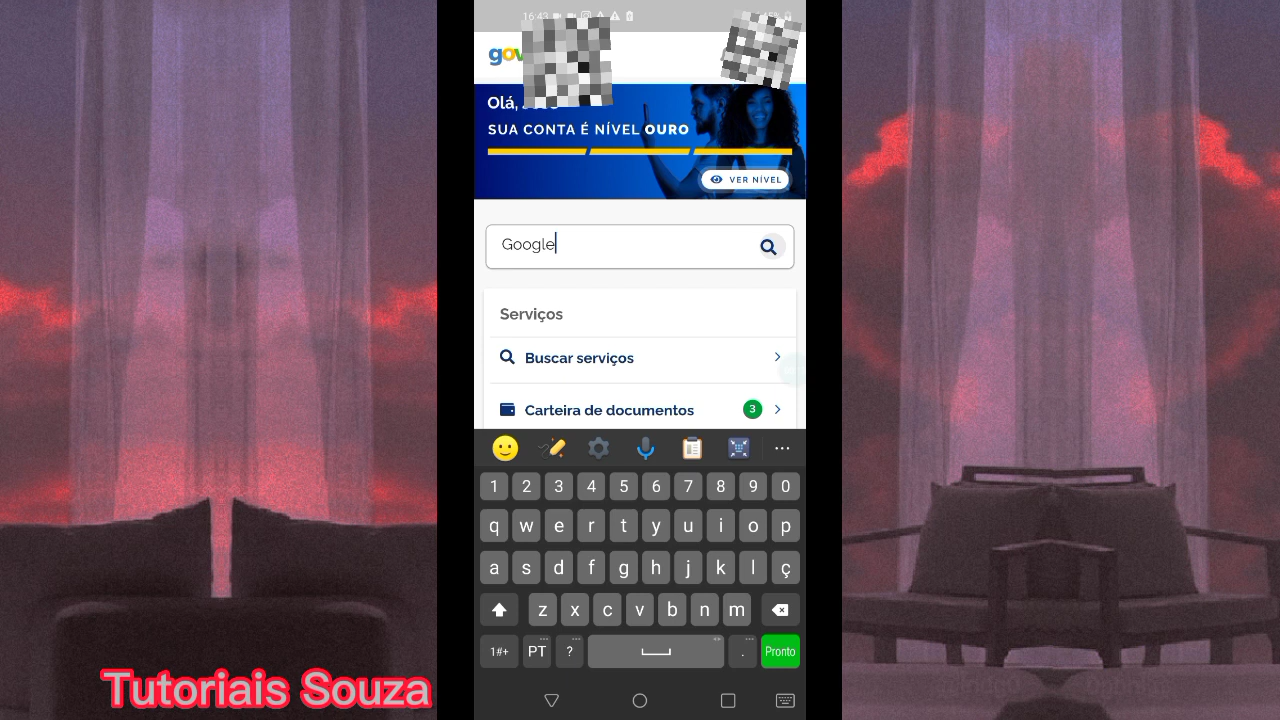 16:43
gov
Olá,
SUA CONTA É NÍVEL OURO
VER NÍVEL
Google
Serviços
Buscar serviços
Carteira de documentos 3
1 2 3 4 5 6 7 8 9 0
q w e r t y u i o p
a s d f g h j k l ç
z x c v b n m
1#+ PT ? . Pronto
Tutoriais Souza